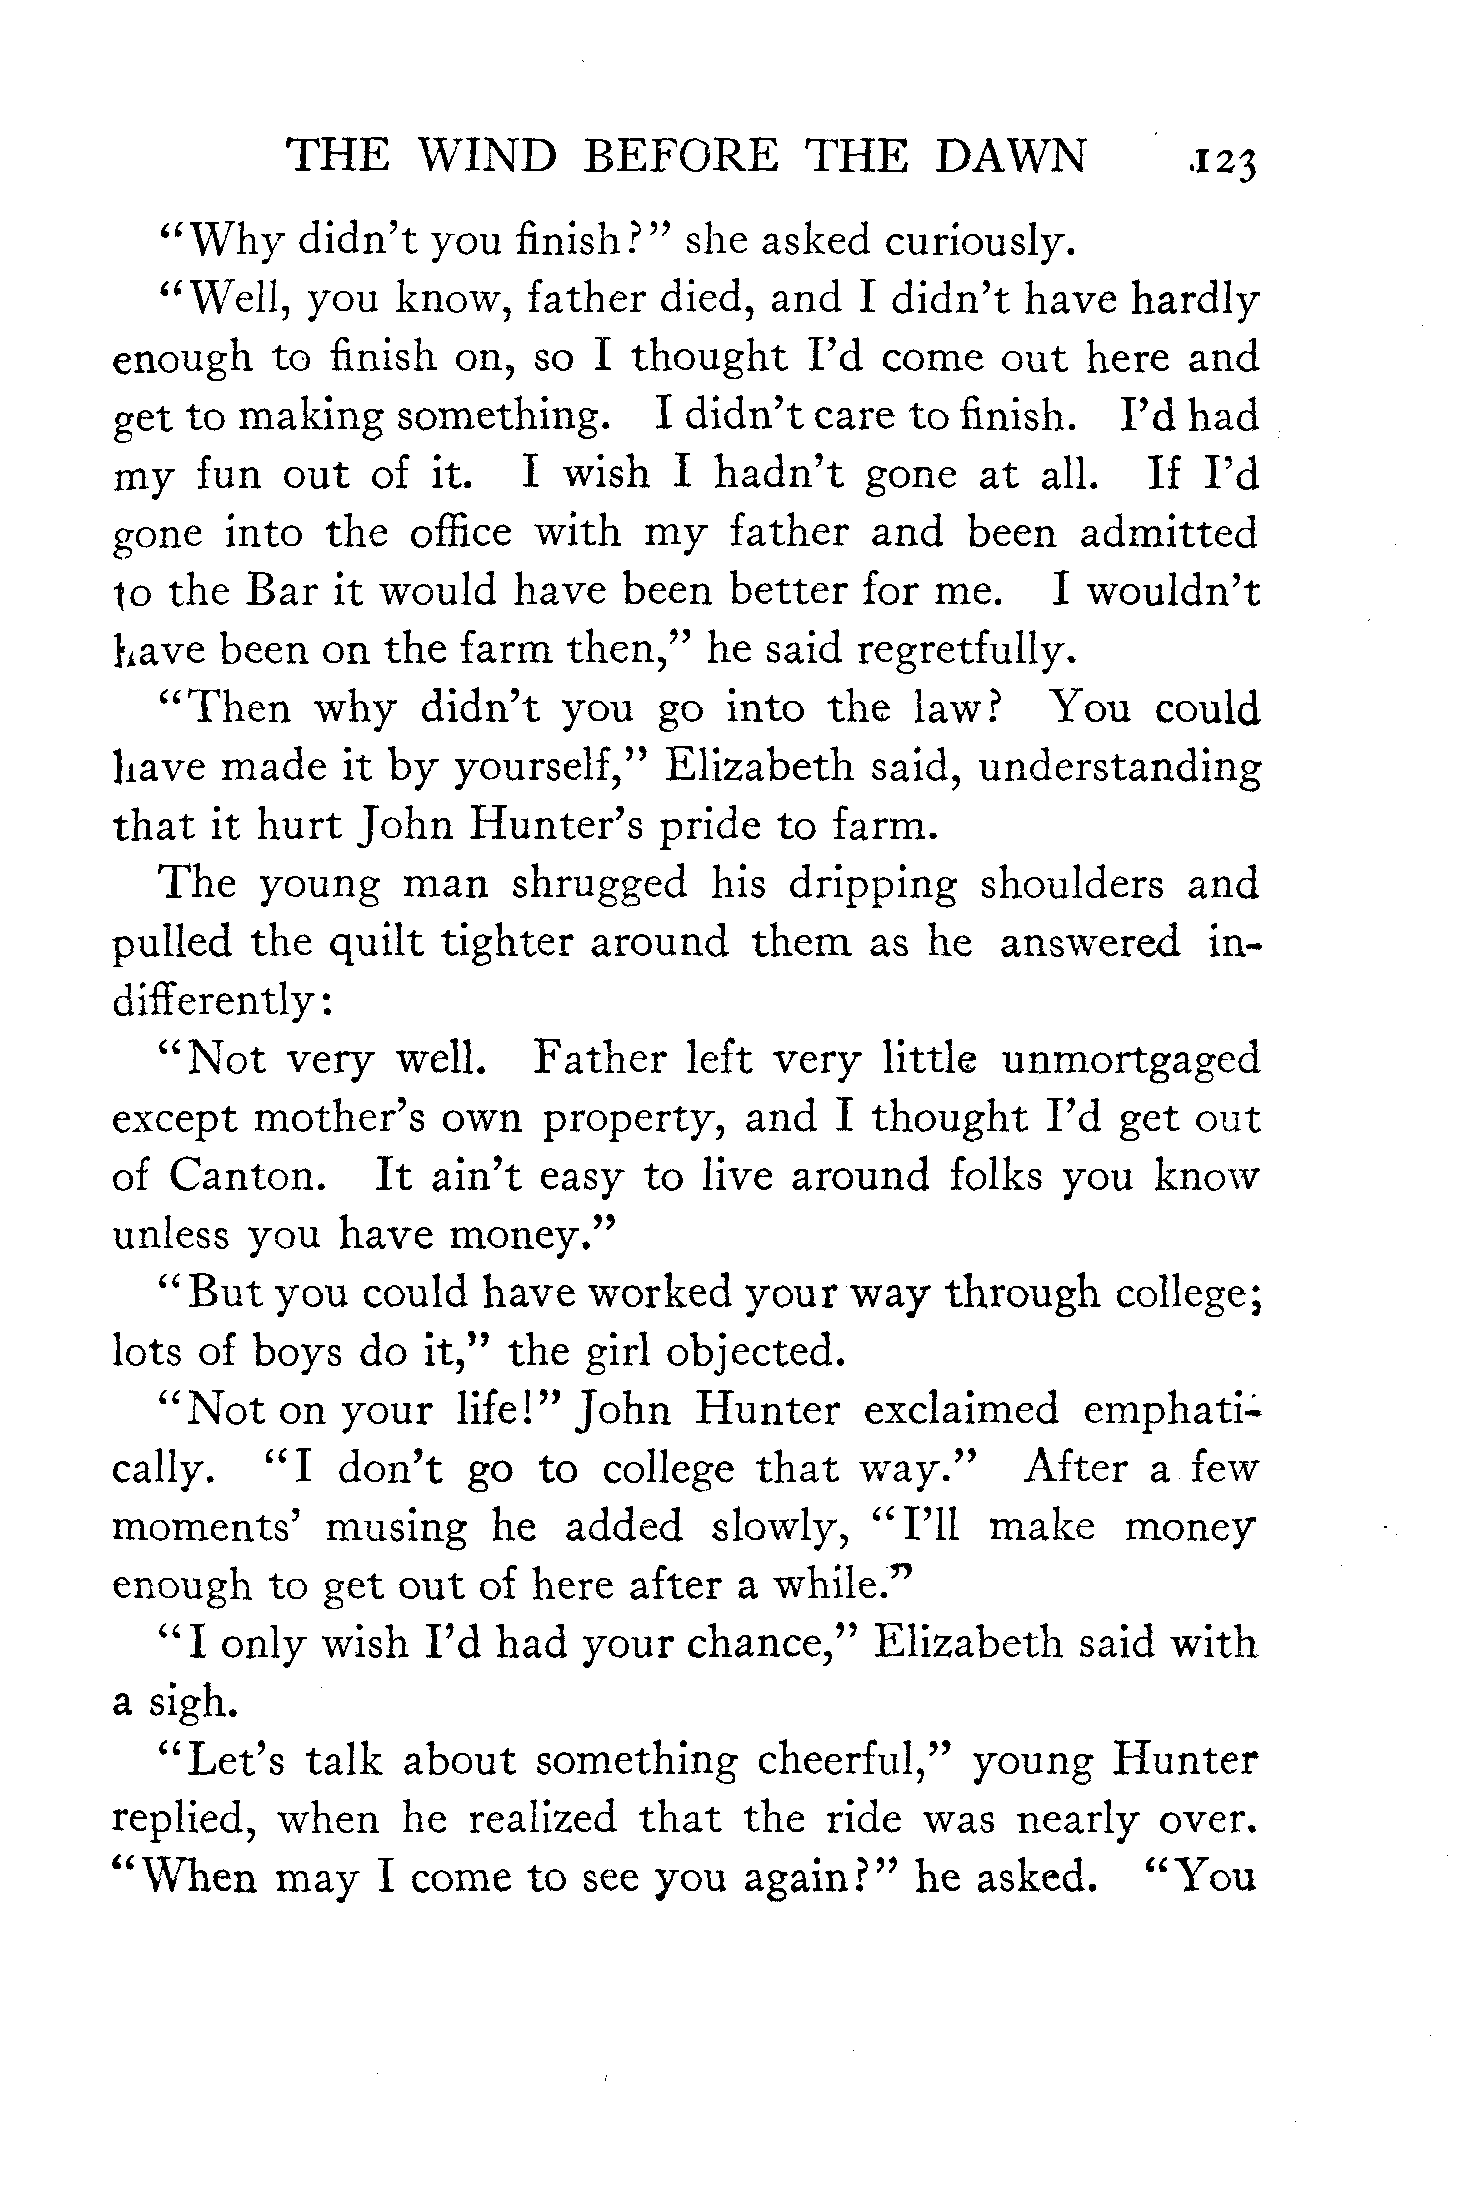 THE WIND BEFORE THE DAWN 123
“Why didn’t you finish?” she asked curiously.
“Well, you know, father died, and I didn’t have hardly
enough to finish on, so I thought I’d come out here and
get to making something. I didn’t care to finish. I’d had
my fun out of it. I wish I hadn’t gone at all. If I’d
gone into the office with my father and been admitted
to the Bar it would have been better for me. I wouldn’t
have been on the farm then,” he said regretfully.
“Then why didn’t you go into the law? You could
have made it by yourself,” Elizabeth said, understanding
that it hurt John Hunter’s pride to farm.
The young man shrugged his dripping shoulders and
pulled the quilt tighter around them as he answered in-
differently:
“Not very well. Father left very little unmortgaged
except mother’s own property, and I thought I’d get out
of Canton. It ain’t easy to live around folks you know
unless you have money.”
“But you could have worked your way through college;
lots of boys do it,” the girl objected.
“Not on your life!” John Hunter exclaimed emphati-
cally. “I don’t go to college that way.” After a few
moments’ musing he added slowly, “I’ll make money
enough to get out of here after a while.”
“I only wish I’d had your chance,” Elizabeth said with
a sigh.
“Let’s talk about something cheerful,” young Hunter
replied, when he realized that the ride was nearly over.
“When may I come to see you again?” he asked. “You